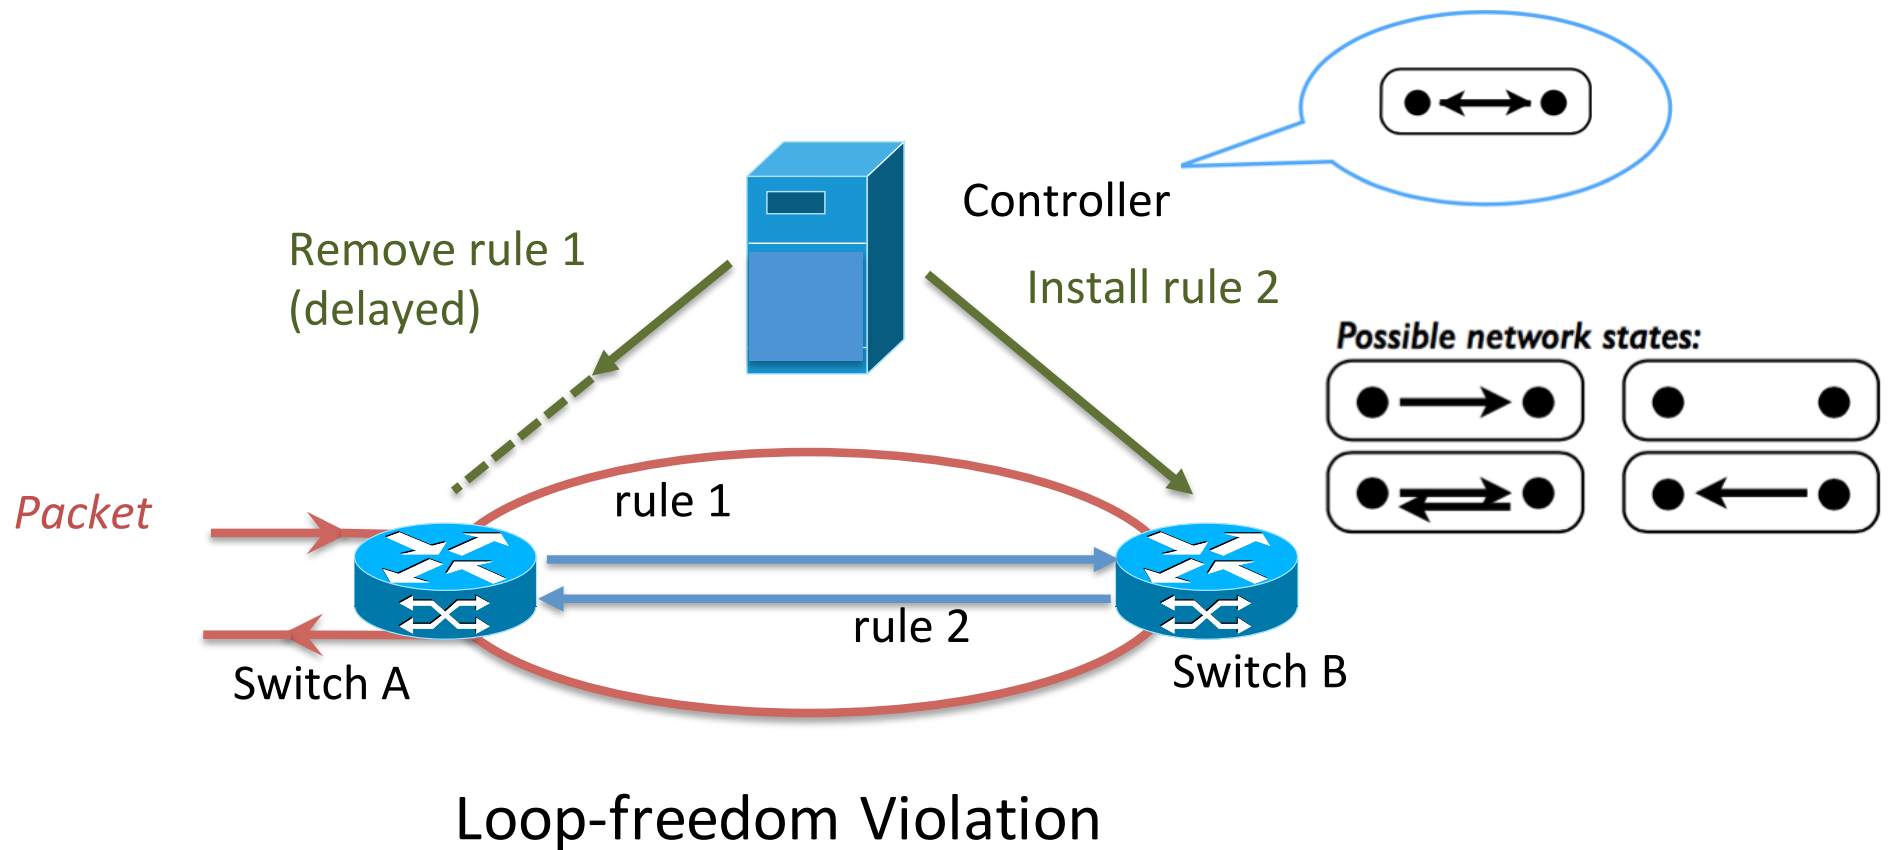 Controller
Remove rule 1
(delayed)
Install rule 2
Possible network states:
Packet
rule 1
rule 2
Switch A
Switch B
Loop-freedom Violation